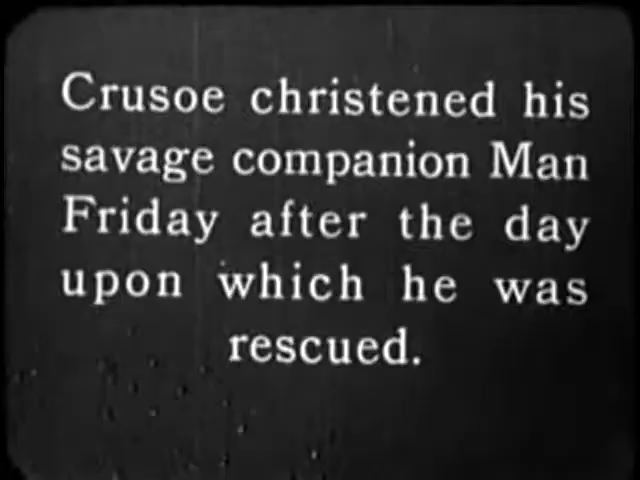 Crusoe christened his
savage companion Man
Friday after the day
upon which he was
rescued.